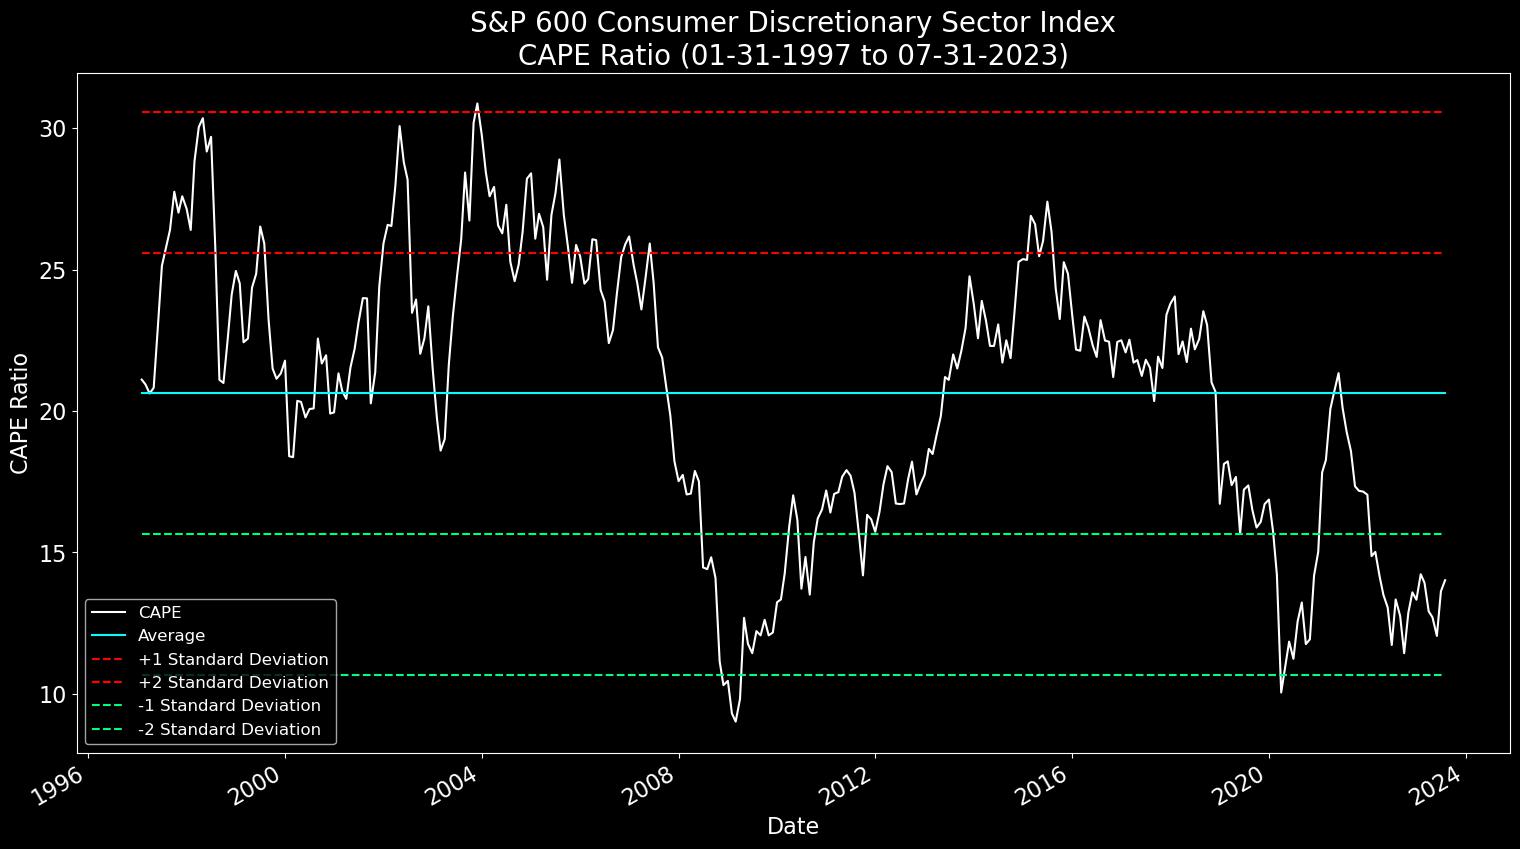 S&P 600 Consumer Discretionary Sector Index
CAPE Ratio (01-31-1997 to 07-31-2023)
30
25
20
15
10
CAPE Ratio
CAPE
Average
+1 Standard Deviation
+2 Standard Deviation
-1 Standard Deviation
-2 Standard Deviation
1996
2000
2004
2008
2012
2016
2020
2024
Date